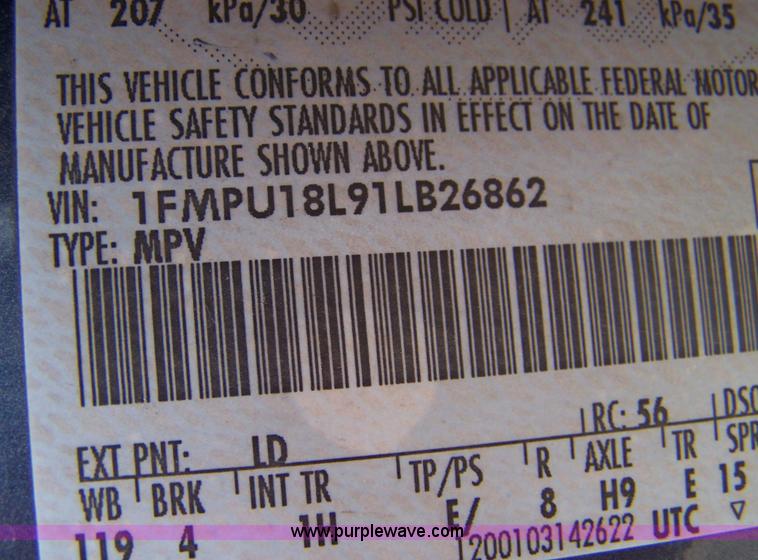 AT 207 kPa/30 PSI COLD | AT 241 kPa/35
THIS VEHICLE CONFORMS TO ALL APPLICABLE FEDERAL MOTOR
VEHICLE SAFETY STANDARDS IN EFFECT ON THE DATE OF
MANUFACTURE SHOWN ABOVE.
VIN: 1FMPU18L91LB26862
TYPE: MPV
EXT PNT: LD RC: 56 DSO
WB BRK INT TR TP/PS R AXLE TR SPR
119 4 1H E/ 8 H9 E 15
www.purplewave.com
1200103142622 UTC